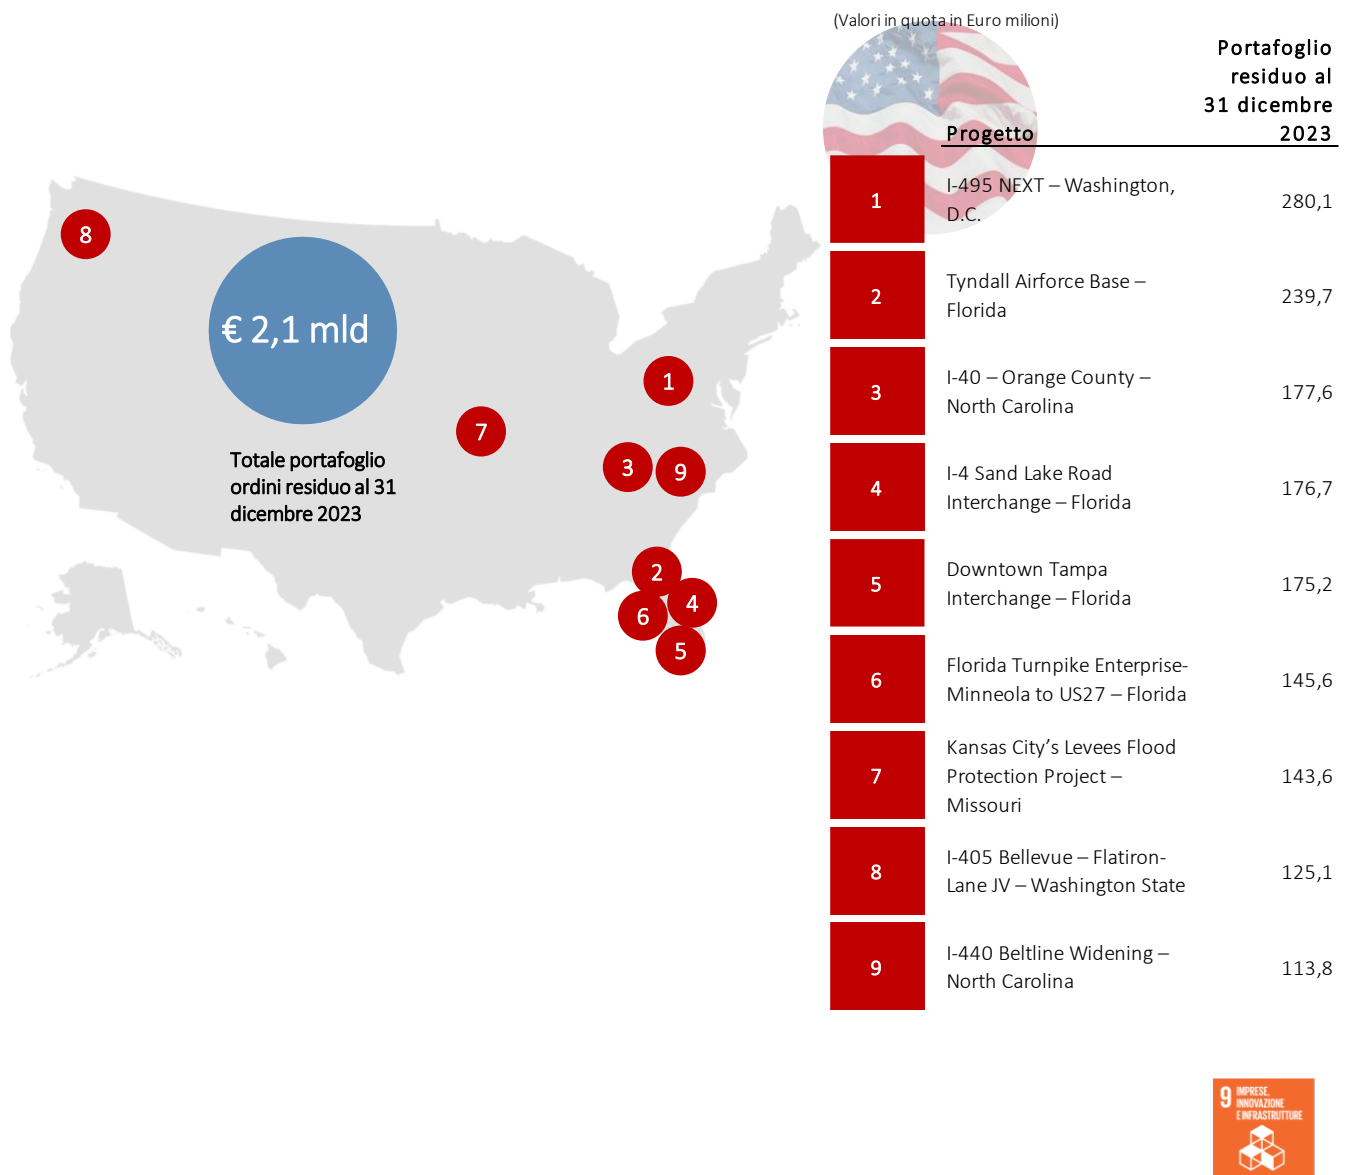 (Valori in quota in Euro milioni)
Portafoglio
residuo al
31 dicembre
Progetto 2023
1
I-495 NEXT – Washington,
D.C.
280,1
2
Tyndall Airforce Base –
Florida
239,7
3
I-40 – Orange County –
North Carolina
177,6
4
I-4 Sand Lake Road
Interchange – Florida
176,7
5
Downtown Tampa
Interchange – Florida
175,2
6
Florida Turnpike Enterprise-
Minneola to US27 – Florida
145,6
7
Kansas City’s Levees Flood
Protection Project –
Missouri
143,6
8
I-405 Bellevue – Flatiron-
Lane JV – Washington State
125,1
9
I-440 Beltline Widening –
North Carolina
113,8
8
€ 2,1 mld
Totale portafoglio
ordini residuo al 31
dicembre 2023
1
7
3
9
2
4
6
5
9 IMPRESE,
INNOVAZIONE
E INFRASTRUTTURE